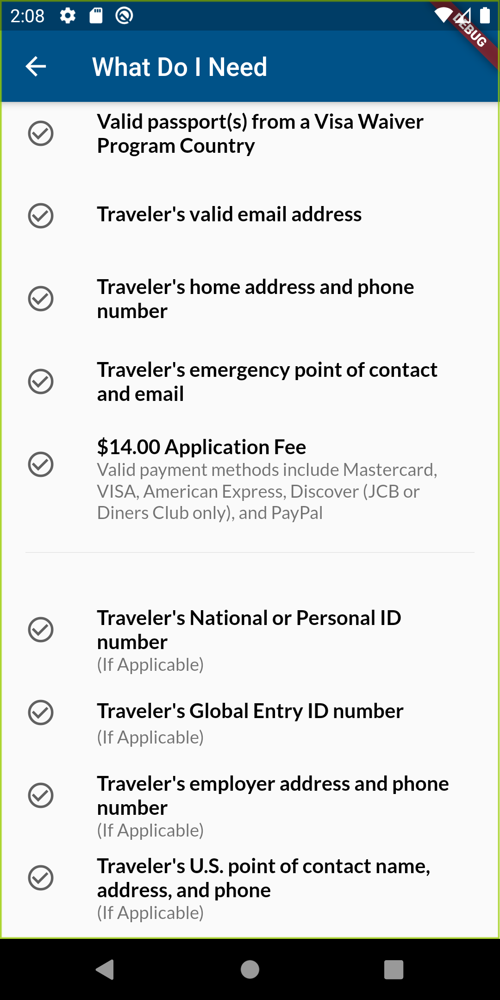 2:08
DEBUG
What Do I Need
Valid passport(s) from a Visa Waiver
Program Country
Traveler's valid email address
Traveler's home address and phone
number
Traveler's emergency point of contact
and email
$14.00 Application Fee
Valid payment methods include Mastercard,
VISA, American Express, Discover (JCB or
Diners Club only), and PayPal
Traveler's National or Personal ID
number
(If Applicable)
Traveler's Global Entry ID number
(If Applicable)
Traveler's employer address and phone
number
(If Applicable)
Traveler's U.S. point of contact name,
address, and phone
(If Applicable)